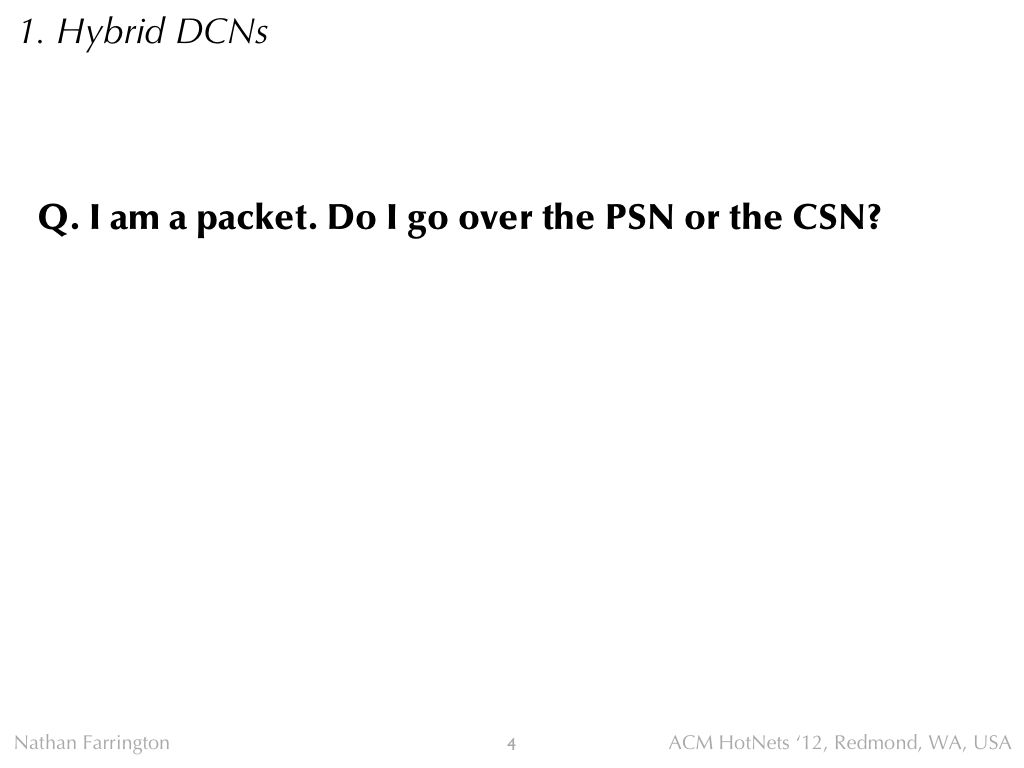 1. Hybrid DCNs
Q. I am a packet. Do I go over the PSN or the CSN?
Nathan Farrington
4
ACM HotNets ‘12, Redmond, WA, USA